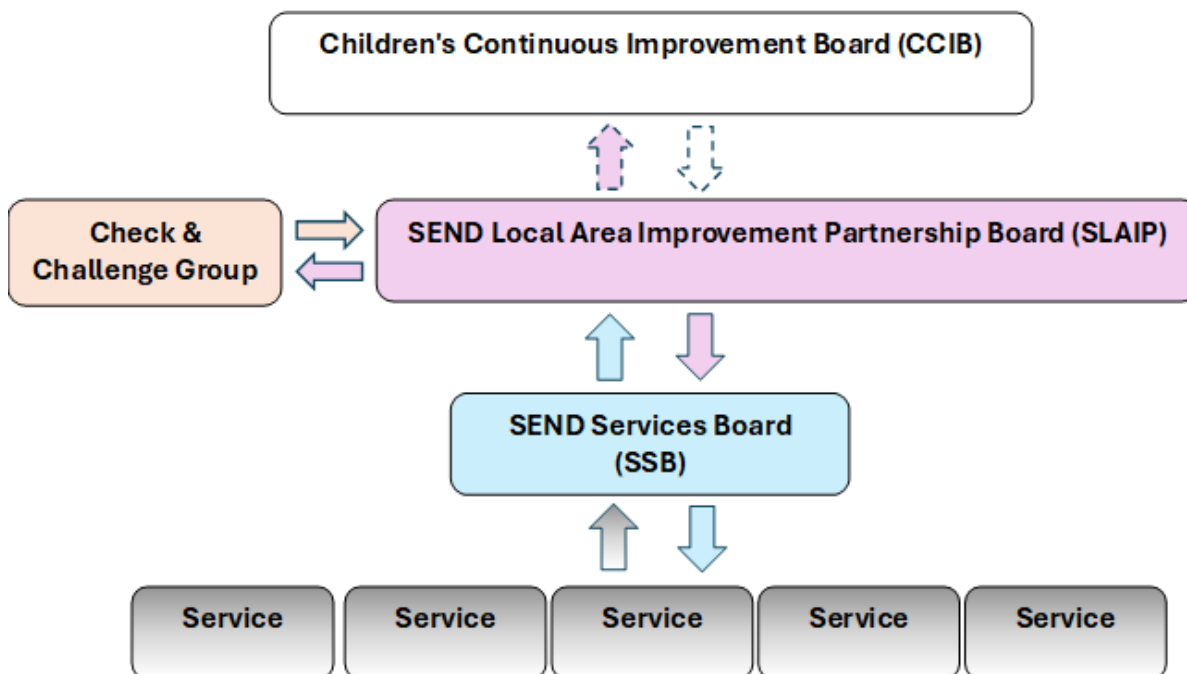 Children's Continuous Improvement Board (CCIB)
Check &
Challenge Group
SEND Local Area Improvement Partnership Board (SLAIP)
SEND Services Board
(SSB)
Service
Service
Service
Service
Service